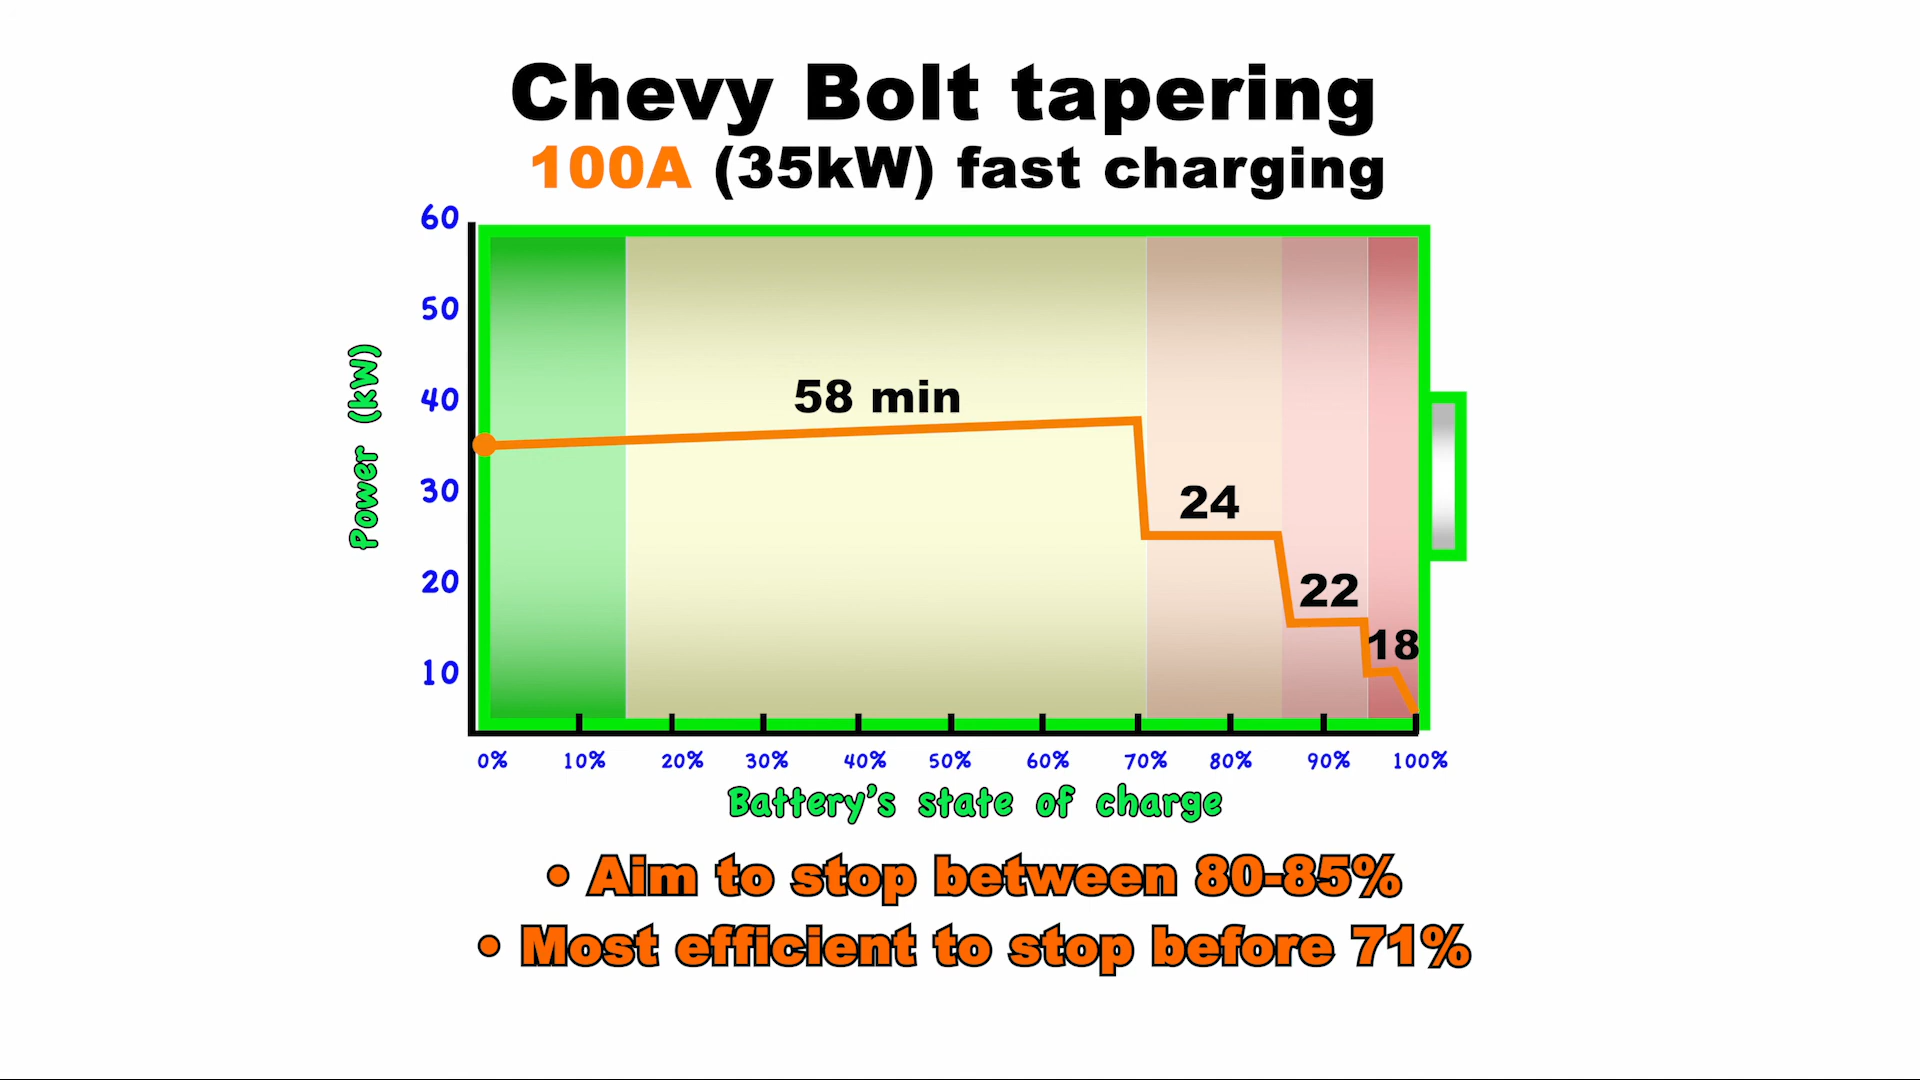 Chevy Bolt tapering
100A (35kW) fast charging
60
50
40
30
20
10
Power (kW)
58 min
24
22
18
0% 10% 20% 30% 40% 50% 60% 70% 80% 90% 100%
Battery's state of charge
• Aim to stop between 80-85%
• Most efficient to stop before 71%